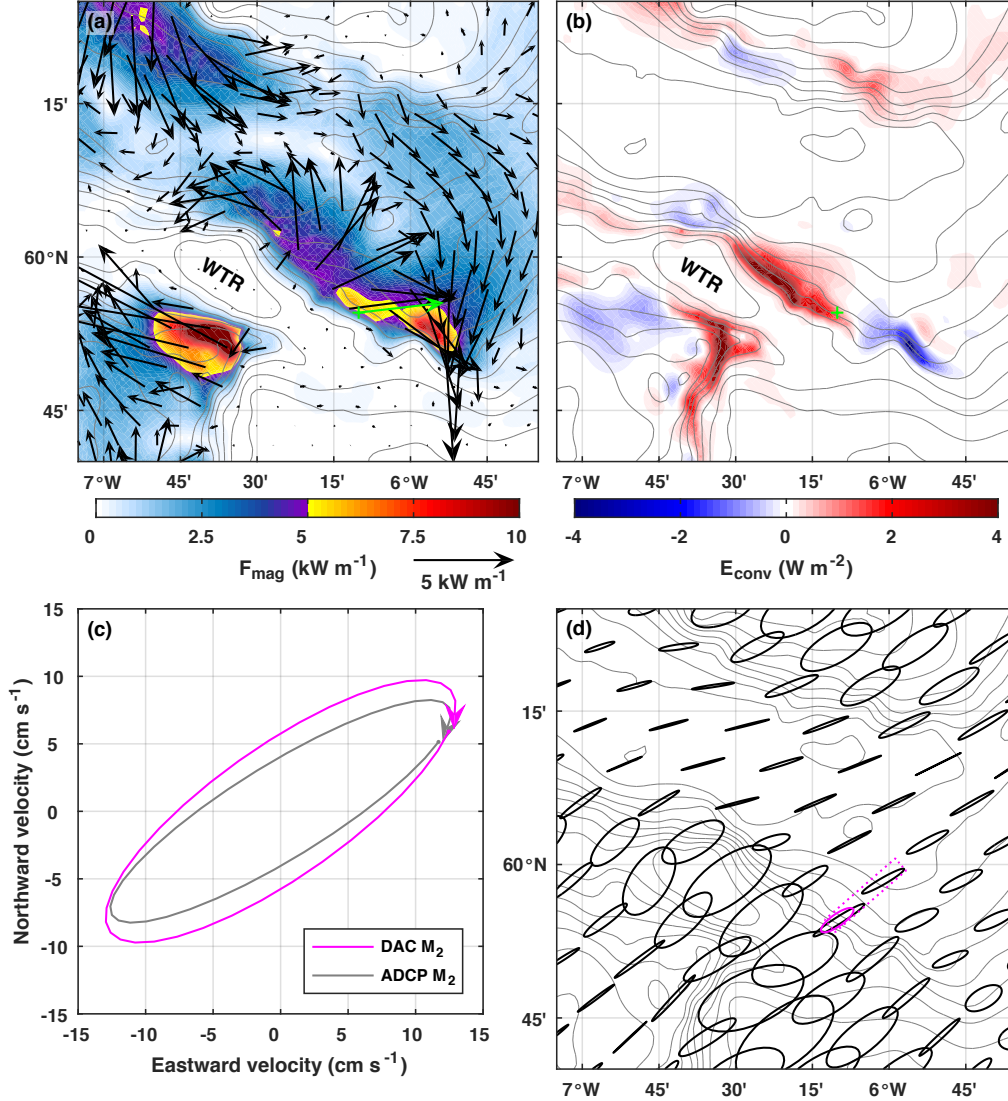 (a)
(b)
15'
60°N
45'
WTR
WTR
7°W
45'
30'
15'
6°W
45'
7°W
45'
30'
15'
6°W
45'
0
2.5
5
7.5
10
-4
-2
0
2
4
Fmag (kW m-1)
5 kW m-1
Econv (W m-2)
15
10
5
0
-5
-10
-15
(c)
(d)
Northward velocity (cm s-1)
DAC M2
ADCP M2
15'
60°N
45'
-15
-10
-5
0
5
10
15
Eastward velocity (cm s-1)
7°W
45'
30'
15'
6°W
45'